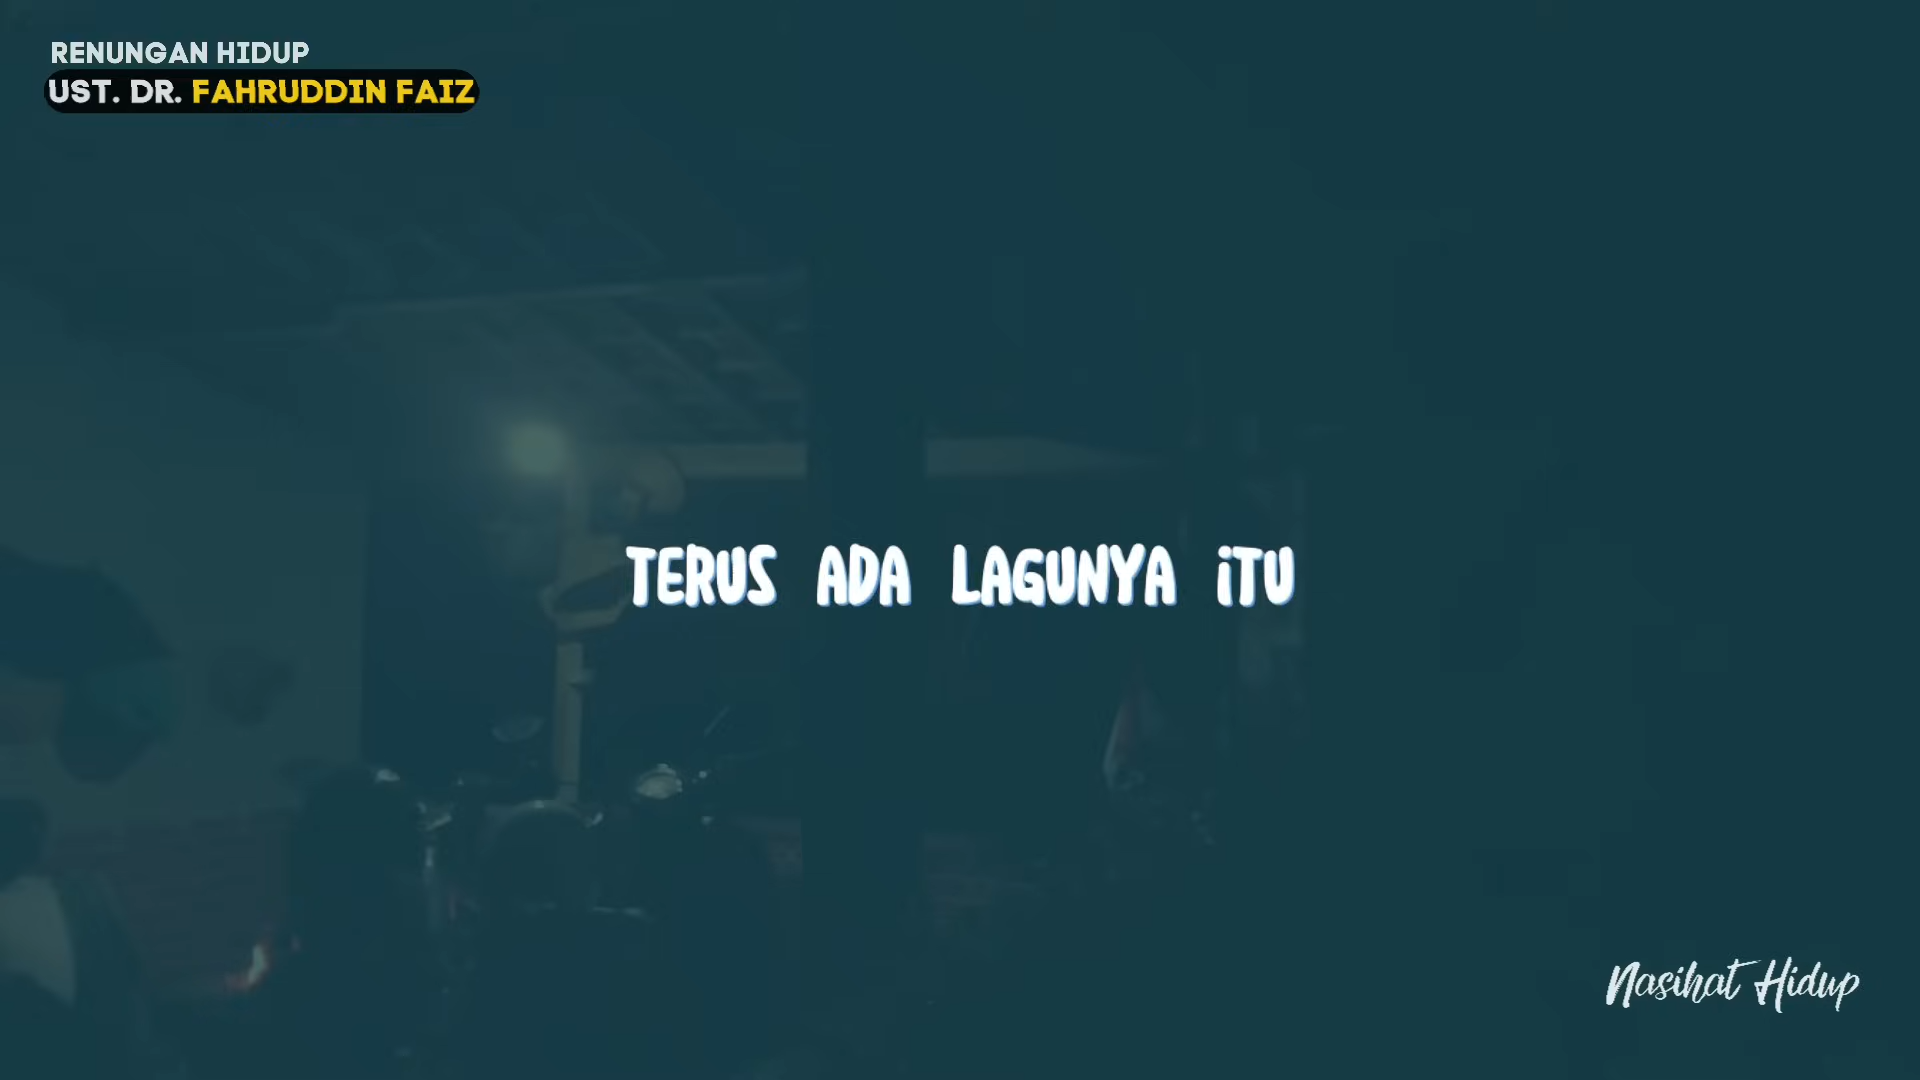 RENUNGAN HIDUP
UST. DR. FAHRUDDIN FAIZ
TERUS ADA LAGUNYA iTU
Nasihat Hidup